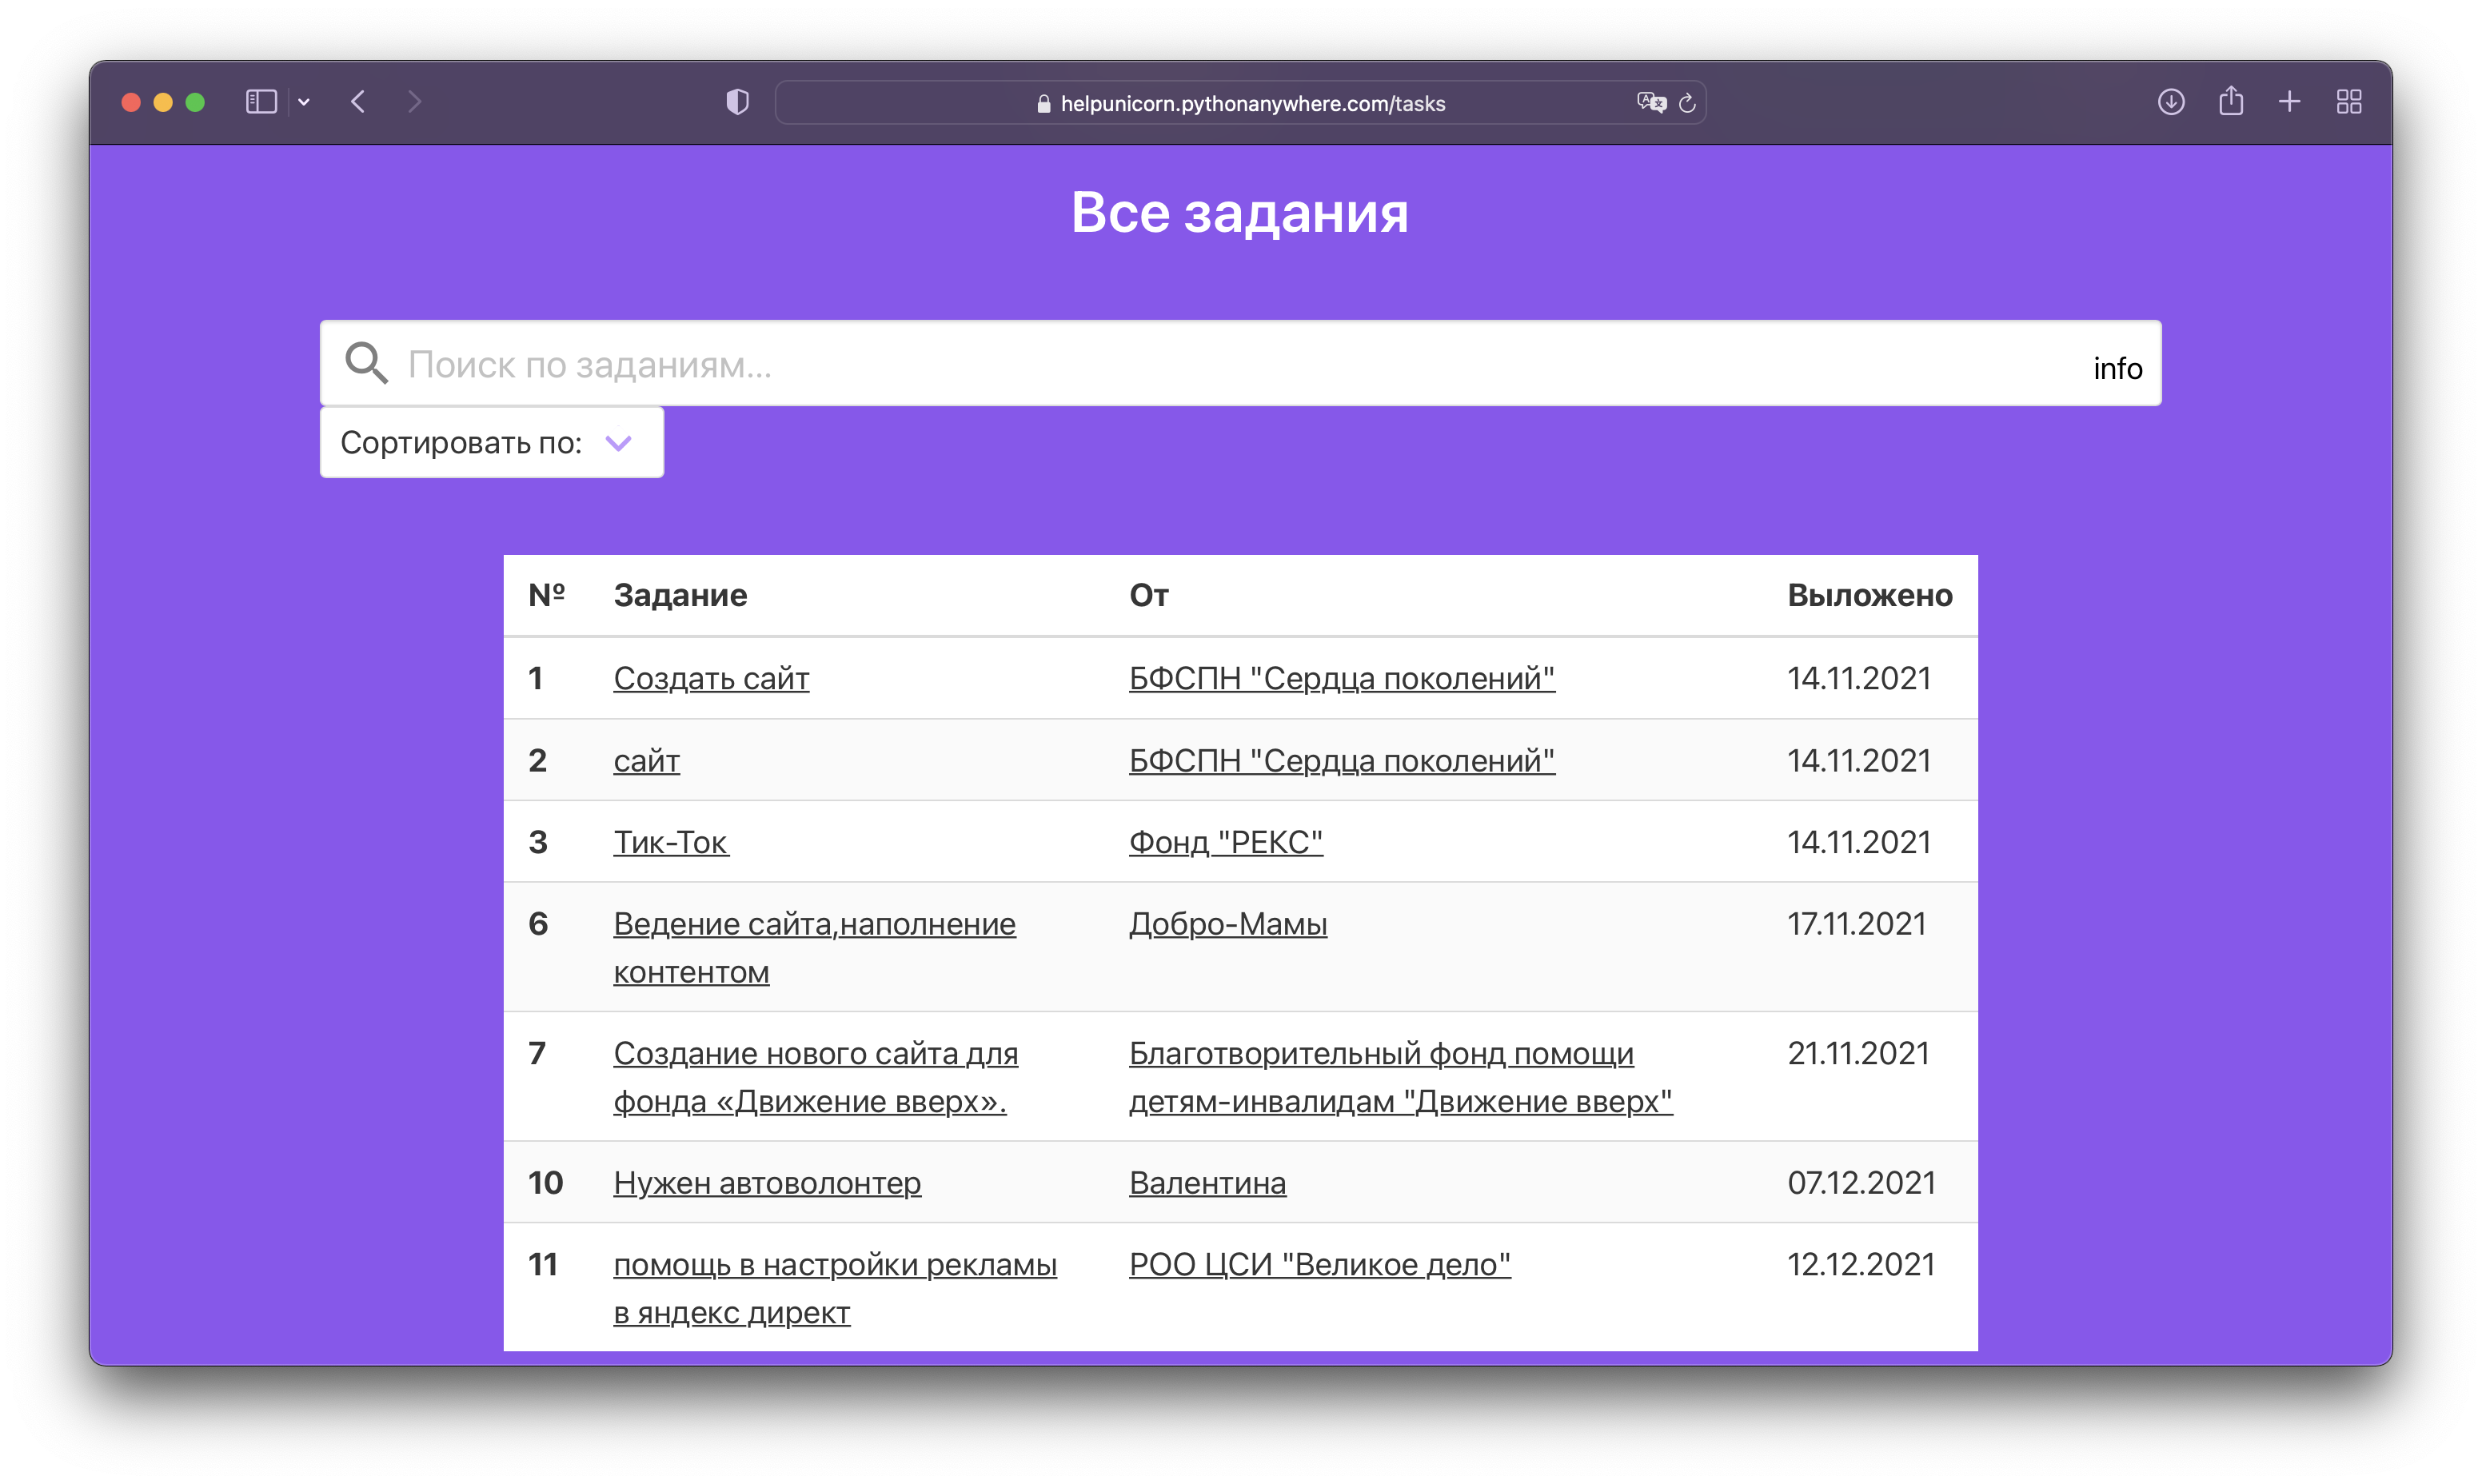 helpunicorn.pythonanywhere.com/tasks
Все задания
Поиск по заданиям...
info
Сортировать по:
№ Задание От Выложено
1 Создать сайт БФСПН "Сердца поколений" 14.11.2021
2 сайт БФСПН "Сердца поколений" 14.11.2021
3 Тик-Ток Фонд "РЕКС" 14.11.2021
6 Ведение сайта,наполнение Добро-Мамы 17.11.2021
контентом
7 Создание нового сайта для Благотворительный фонд помощи 21.11.2021
фонда «Движение вверх». детям-инвалидам "Движение вверх"
10 Нужен автоволонтер Валентина 07.12.2021
11 помощь в настройки рекламы РОО ЦСИ "Великое дело" 12.12.2021
в яндекс директ